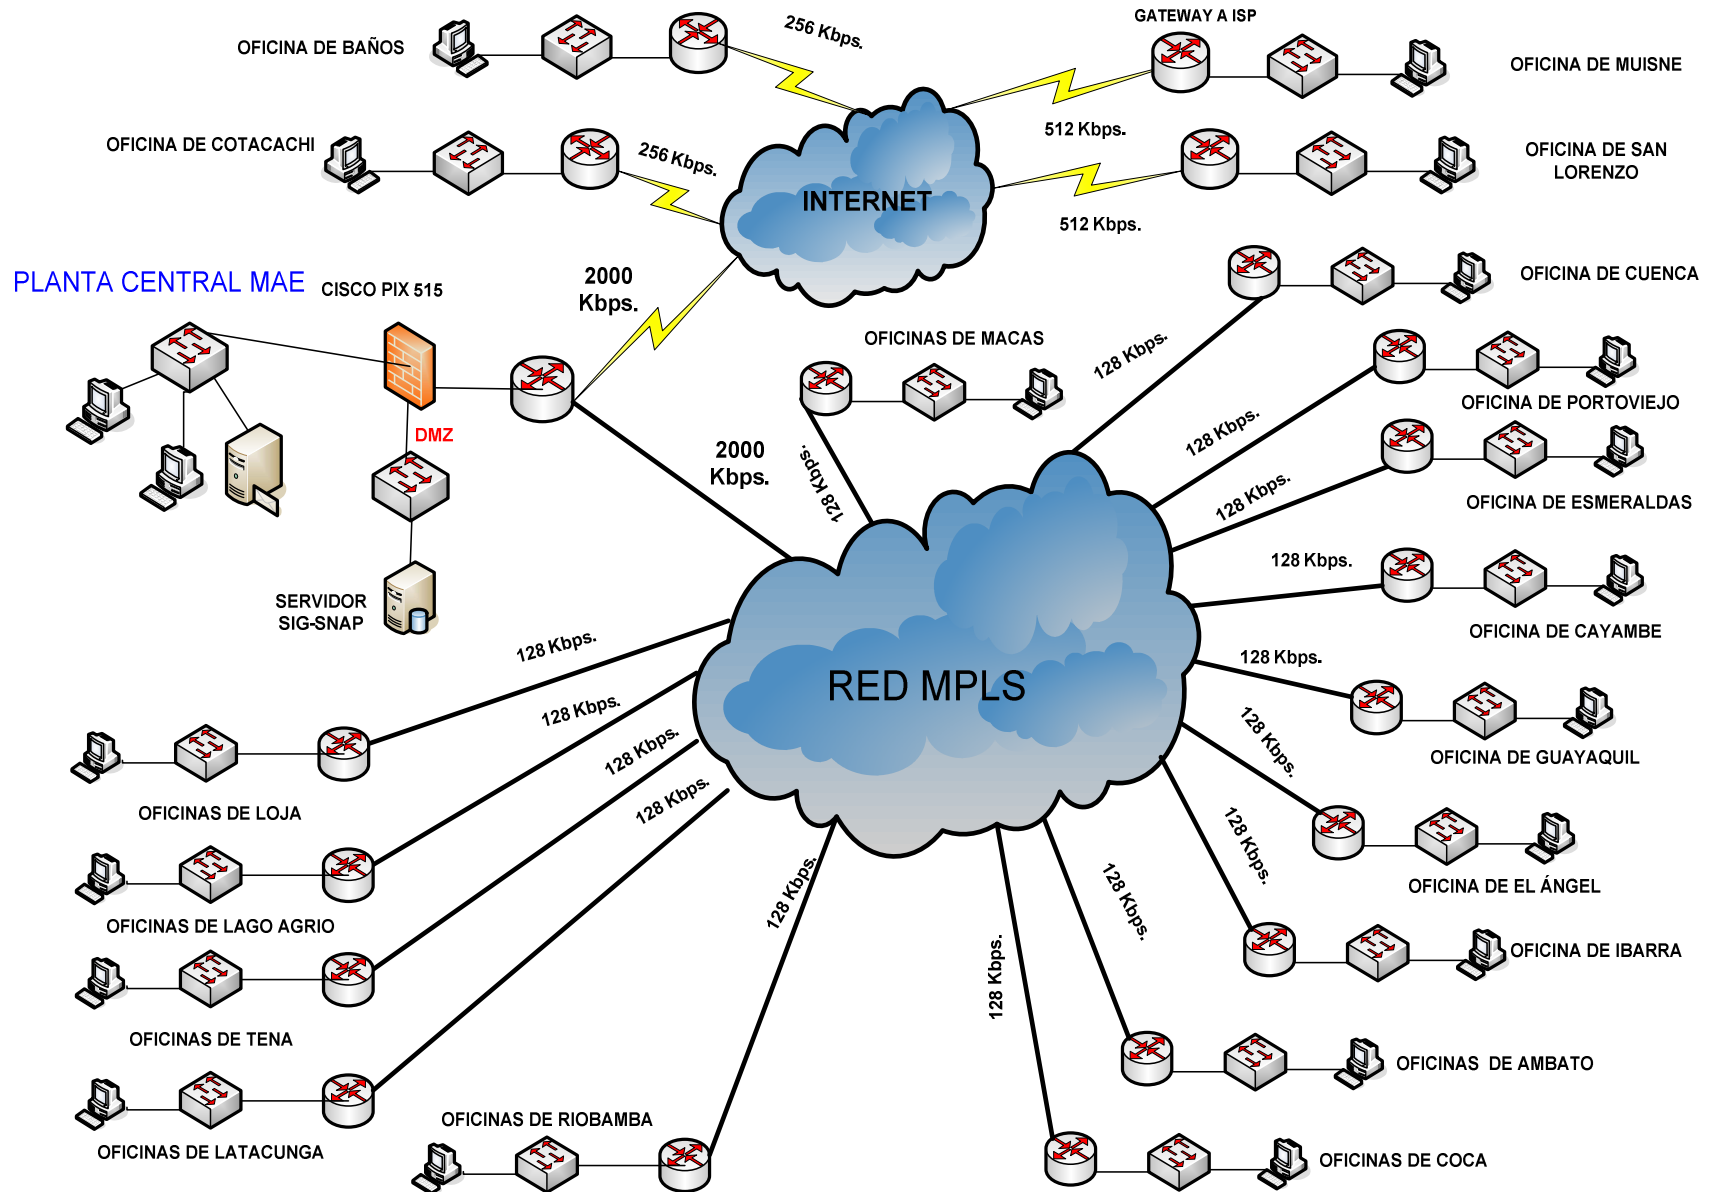 GATEWAY A ISP
256 Kbps.
OFICINA DE BAÑOS
OFICINA DE MUISNE
512 Kbps.
OFICINA DE COTACACHI
256 Kbps.
OFICINA DE SAN
LORENZO
INTERNET
512 Kbps.
PLANTA CENTRAL MAE
CISCO PIX 515
2000
Kbps.
OFICINA DE CUENCA
OFICINAS DE MACAS
128 Kbps.
OFICINA DE PORTOVIEJO
128 Kbps.
DMZ
2000
Kbps.
128 Kbps.
128 Kbps.
OFICINA DE ESMERALDAS
128 Kbps.
SERVIDOR
SIG-SNAP
OFICINA DE CAYAMBE
128 Kbps.
128 Kbps.
RED MPLS
128 Kbps.
128 Kbps.
OFICINA DE GUAYAQUIL
128 Kbps.
128 Kbps.
OFICINAS DE LOJA
128 Kbps.
OFICINA DE EL ÁNGEL
128 Kbps.
128 Kbps.
OFICINAS DE LAGO AGRIO
OFICINA DE IBARRA
128 Kbps.
OFICINAS DE TENA
OFICINAS DE AMBATO
OFICINAS DE RIOBAMBA
OFICINAS DE LATACUNGA
OFICINAS DE COCA